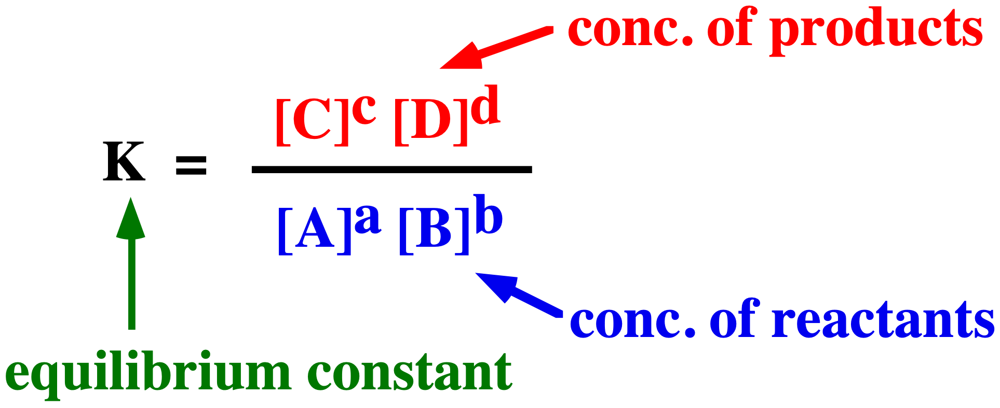 conc. of products
[C]^c [D]^d
K =
[A]^a [B]^b
conc. of reactants
equilibrium constant